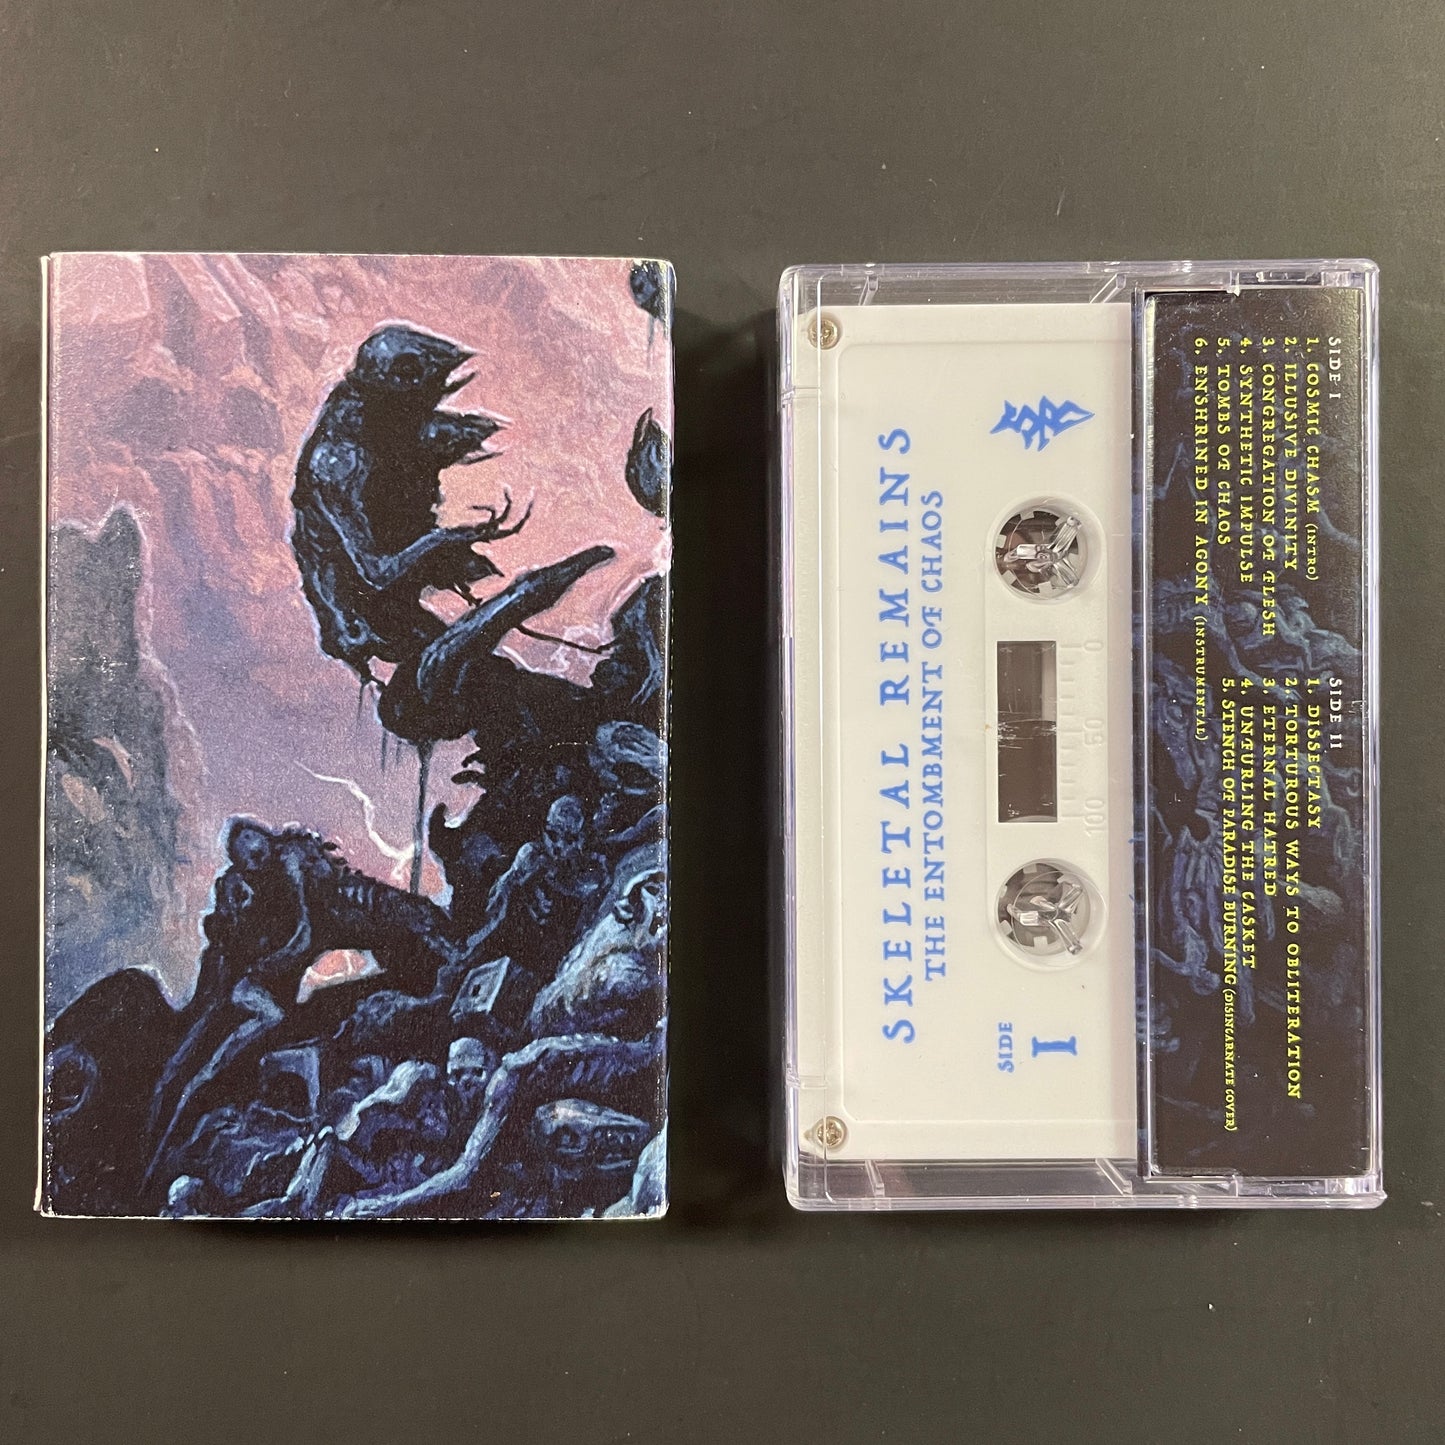 SKELETAL REMAINS
THE ENTOMBMENT OF CHAOS
SIDE
I
0
50
100
SIDE I
1. COSMIC CHASM (INTRO)
2. ILLUSIVE DIVINITY
3. CONGREGATION OF FLESH
4. SYNTHETIC IMPULSE
5. TOMBS OF CHAOS
6. ENSHRINED IN AGONY (INSTRUMENTAL)
SIDE II
1. DISSECTASY
2. TORTUROUS WAYS TO OBLITERATION
3. ETERNAL HATRED
4. UNFURLING THE CASKET
5. STENCH OF PARADISE BURNING (DISINCARNATE COVER)